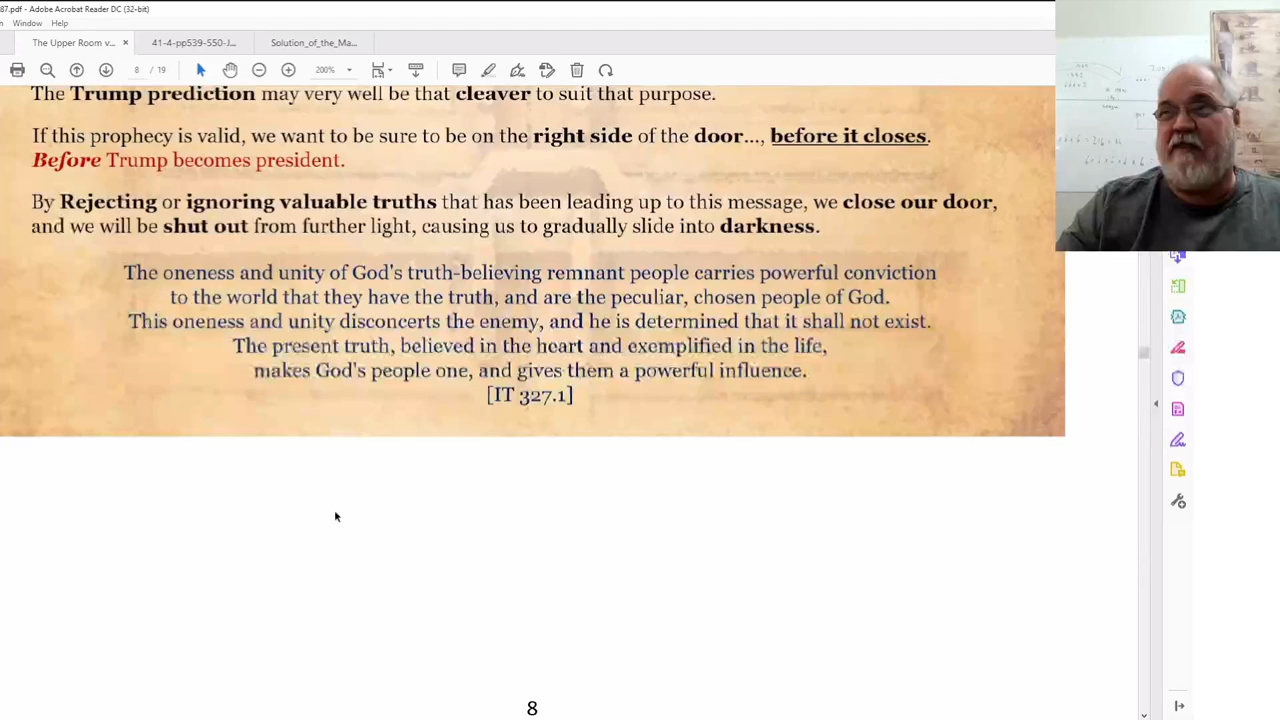 87.pdf - Adobe Acrobat Reader DC (32-bit)
Window Help
The Upper Room v... × 41-4-pp539-550-J... Solution_of_the_Ma...
8 / 19 200%
The Trump prediction may very well be that cleaver to suit that purpose.
If this prophecy is valid, we want to be sure to be on the right side of the door..., before it closes.
Before Trump becomes president.
By Rejecting or ignoring valuable truths that has been leading up to this message, we close our door,
and we will be shut out from further light, causing us to gradually slide into darkness.
The oneness and unity of God's truth-believing remnant people carries powerful conviction
to the world that they have the truth, and are the peculiar, chosen people of God.
This oneness and unity disconcerts the enemy, and he is determined that it shall not exist.
The present truth, believed in the heart and exemplified in the life,
makes God's people one, and gives them a powerful influence.
[IT 327.1]
8